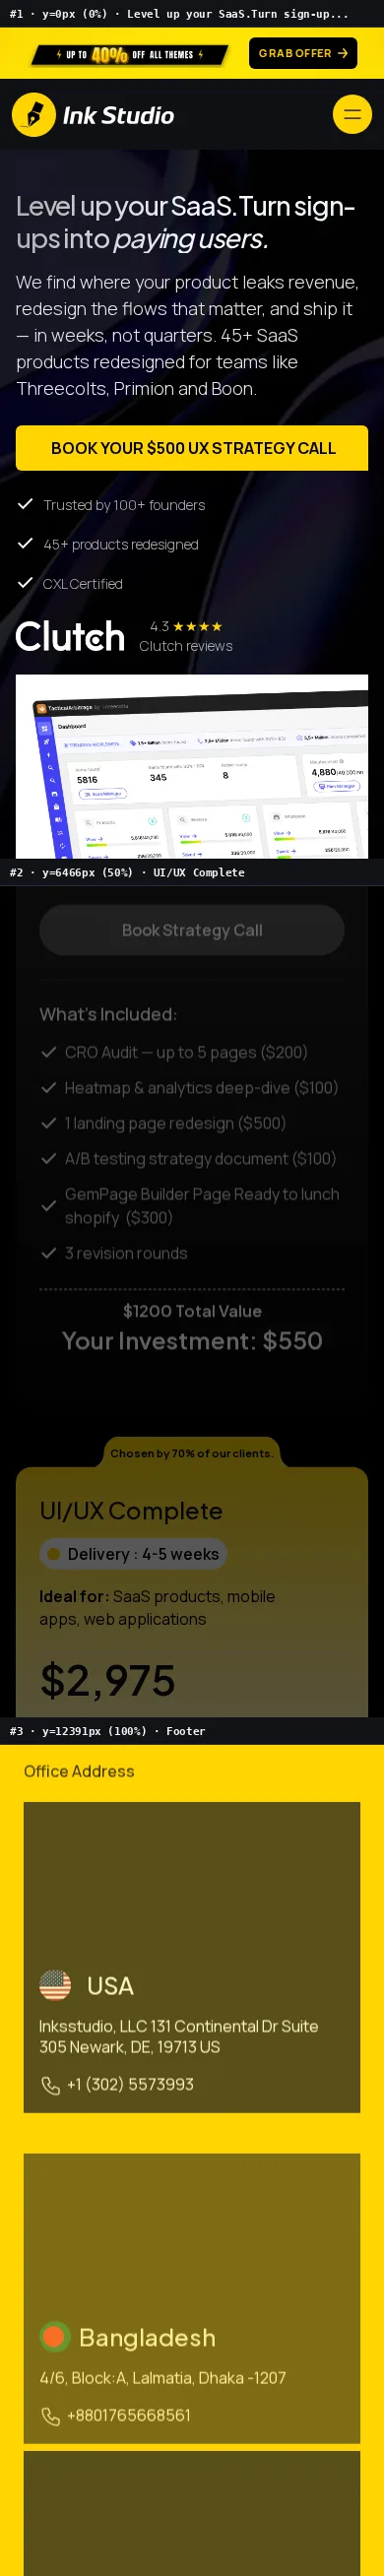 #1 · y=0px (0%) · Level up your SaaS.Turn sign-up...
⚡ UP TO 40% OFF ALL THEMES ⚡
GRAB OFFER →
Ink Studio
Level up your SaaS.Turn sign-
ups into paying users.
We find where your product leaks revenue,
redesign the flows that matter, and ship it
— in weeks, not quarters. 45+ SaaS
products redesigned for teams like
Threecolts, Primion and Boon.
BOOK YOUR $500 UX STRATEGY CALL
Trusted by 100+ founders
45+ products redesigned
CXL Certified
Clutch
4.3 ★★★★
Clutch reviews
TacticalArbitrage by Threecolts
Dashboard
5816
345
8
4,880
Products
View →
#2 · y=6466px (50%) · UI/UX Complete
Book Strategy Call
What's Included:
CRO Audit — up to 5 pages ($200)
Heatmap & analytics deep-dive ($100)
1 landing page redesign ($500)
A/B testing strategy document ($100)
GemPage Builder Page Ready to lunch
shopify ($300)
3 revision rounds
$1200 Total Value
Your Investment: $550
Chosen by 70% of our clients.
UI/UX Complete
Delivery : 4-5 weeks
Ideal for: SaaS products, mobile
apps, web applications
$2,975
#3 · y=12391px (100%) · Footer
Office Address
USA
Inksstudio, LLC 131 Continental Dr Suite
305 Newark, DE, 19713 US
+1 (302) 5573993
Bangladesh
4/6, Block:A, Lalmatia, Dhaka -1207
+8801765668561